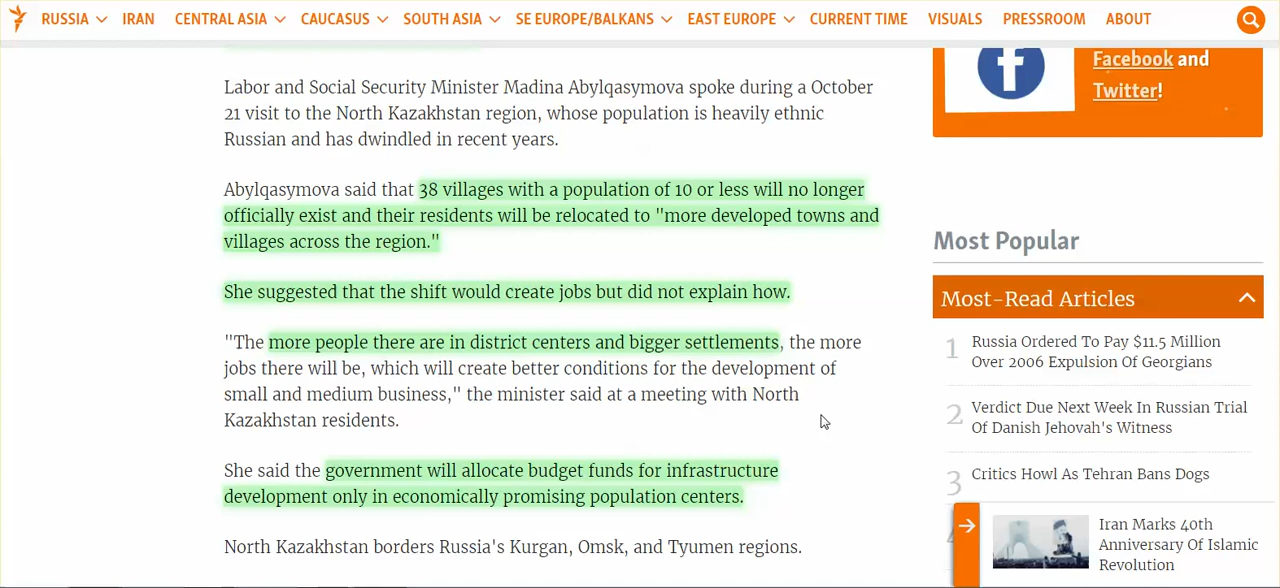 RUSSIA IRAN CENTRAL ASIA CAUCASUS SOUTH ASIA SE EUROPE/BALKANS EAST EUROPE CURRENT TIME VISUALS PRESSROOM ABOUT
Labor and Social Security Minister Madina Abylqasymova spoke during a October
21 visit to the North Kazakhstan region, whose population is heavily ethnic
Russian and has dwindled in recent years.
Abylqasymova said that 38 villages with a population of 10 or less will no longer
officially exist and their residents will be relocated to "more developed towns and
villages across the region."
She suggested that the shift would create jobs but did not explain how.
"The more people there are in district centers and bigger settlements, the more
jobs there will be, which will create better conditions for the development of
small and medium business," the minister said at a meeting with North
Kazakhstan residents.
She said the government will allocate budget funds for infrastructure
development only in economically promising population centers.
North Kazakhstan borders Russia's Kurgan, Omsk, and Tyumen regions.
Facebook and
Twitter!
Most Popular
Most-Read Articles
1 Russia Ordered To Pay $11.5 Million
Over 2006 Expulsion Of Georgians
2 Verdict Due Next Week In Russian Trial
Of Danish Jehovah's Witness
3 Critics Howl As Tehran Bans Dogs
Iran Marks 40th
Anniversary Of Islamic
Revolution